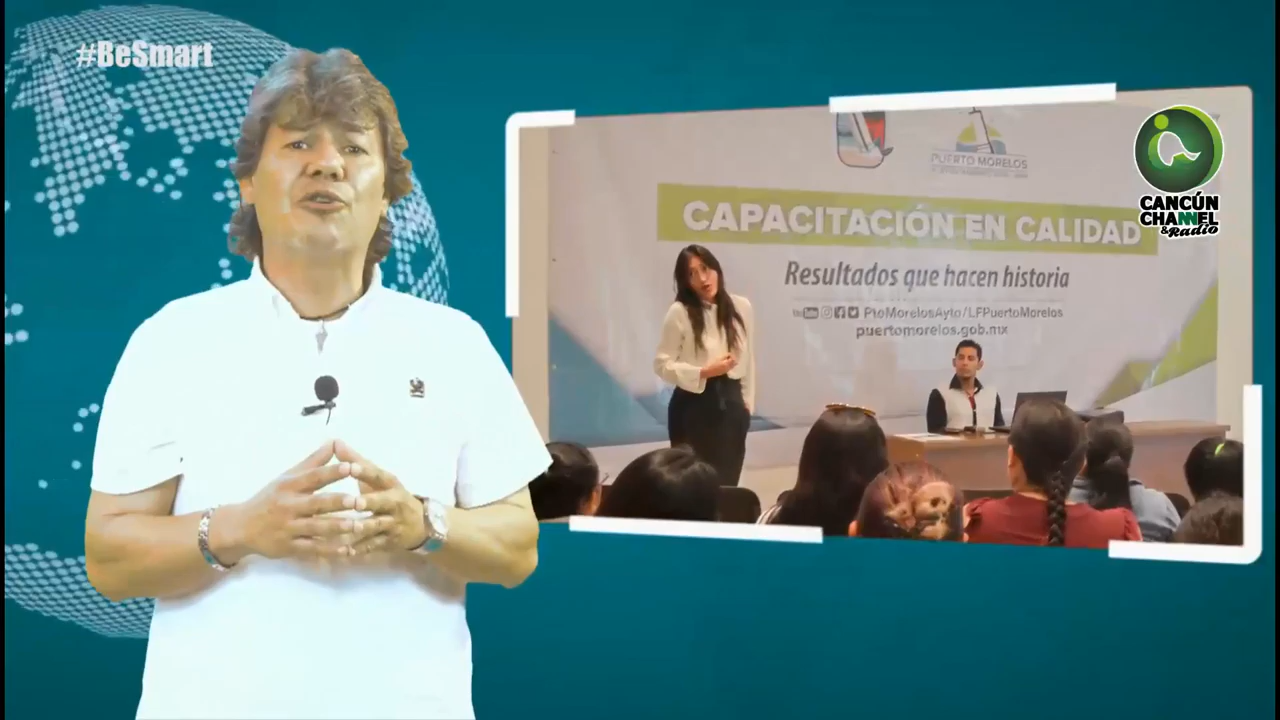 #BeSmart
PUERTO MORELOS
CAPACITACIÓN EN CALIDAD
Resultados que hacen historia
PtoMorelosAyto/LFPuertoMorelos
puertomorelos.gob.mx
CANCÚN
CHANNEL
&Radio